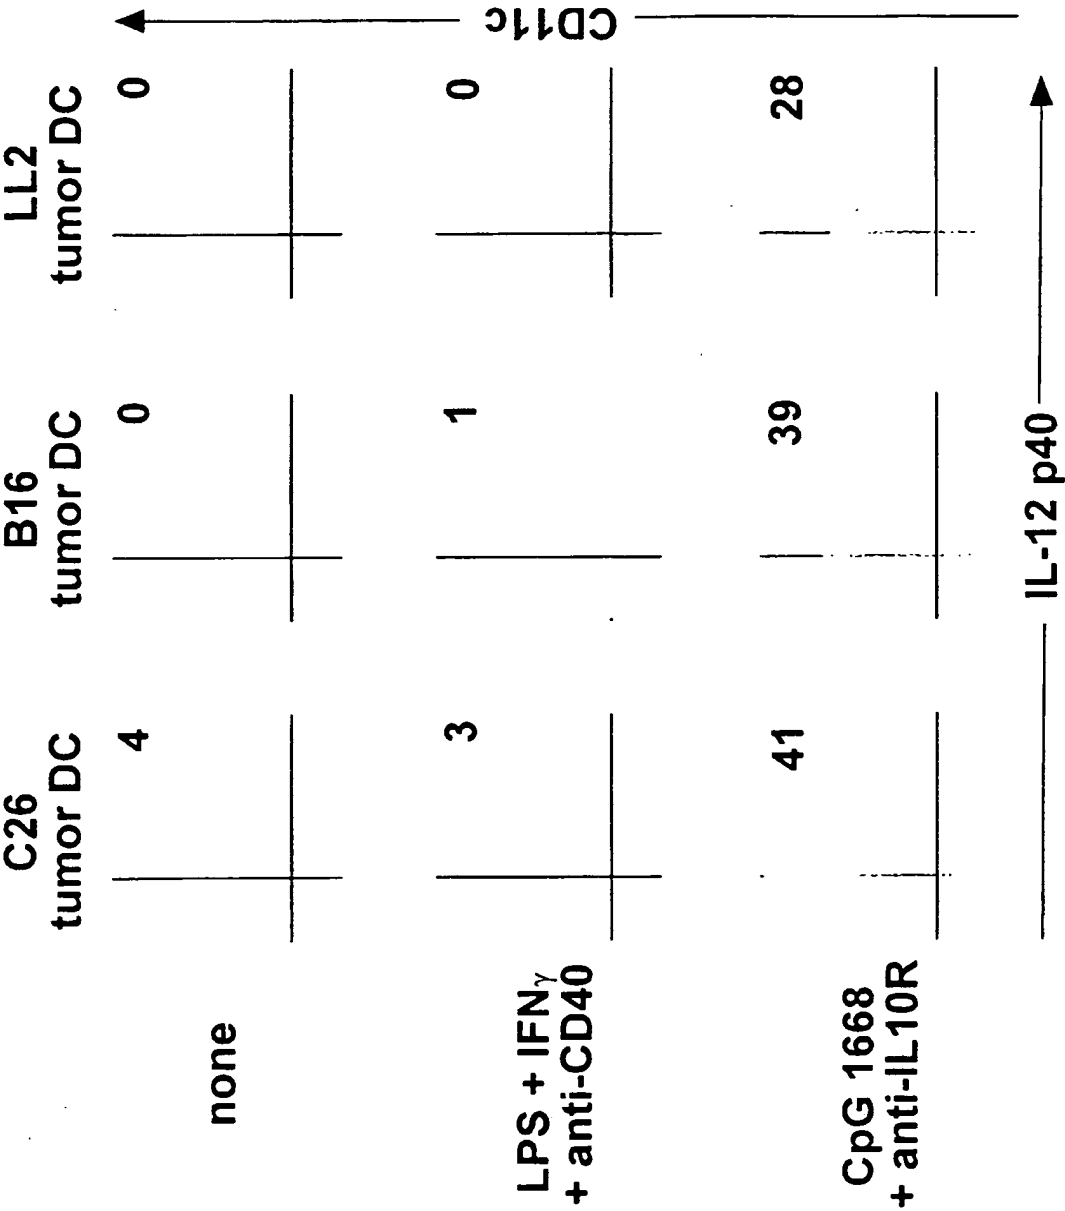 C26
tumor DC
B16
tumor DC
LL2
tumor DC
none
4
0
0
LPS + IFNγ
+ anti-CD40
3
1
0
CpG 1668
+ anti-IL10R
41
39
28
CD11c
IL-12 p40